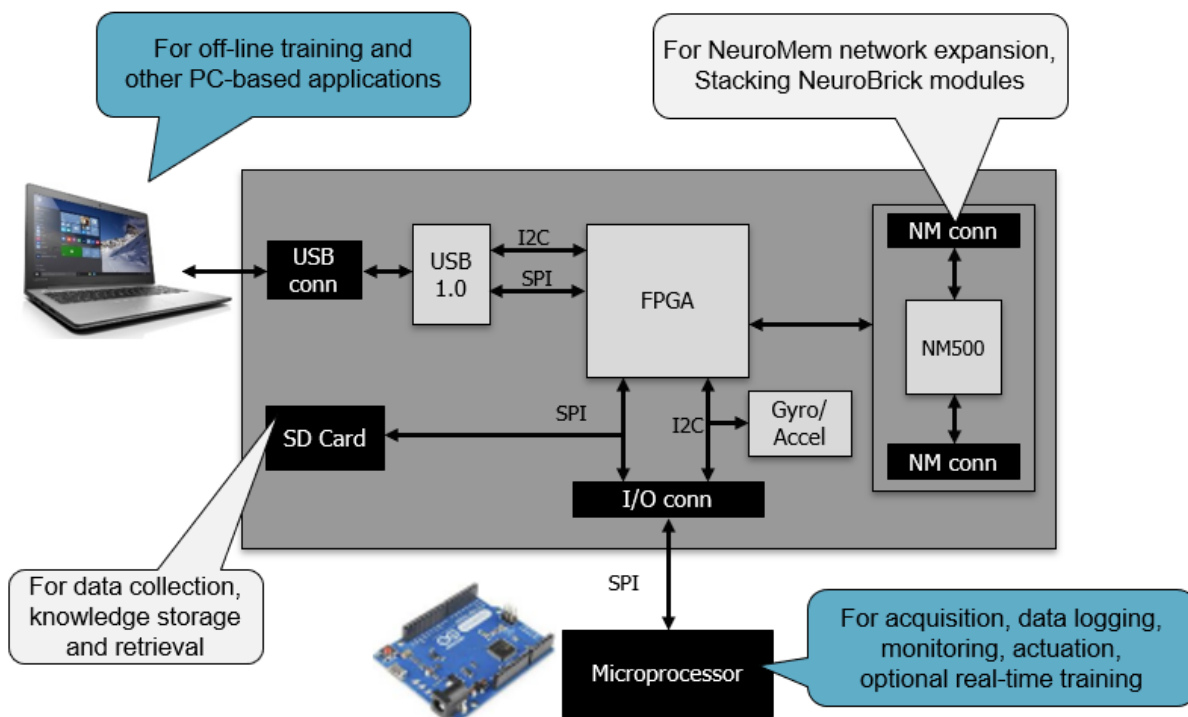 For off-line training and
other PC-based applications
For NeuroMem network expansion,
Stacking NeuroBrick modules
USB
conn
USB
1.0
I2C
SPI
FPGA
NM conn
NM500
NM conn
SD Card
SPI
I2C
Gyro/
Accel
I/O conn
For data collection,
knowledge storage
and retrieval
SPI
Microprocessor
For acquisition, data logging,
monitoring, actuation,
optional real-time training